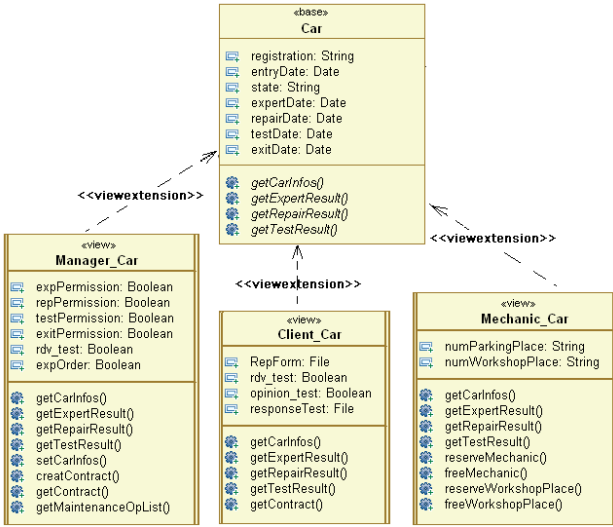 «base»
Car
registration: String
entryDate: Date
state: String
expertDate: Date
repairDate: Date
testDate: Date
exitDate: Date
getCarInfos()
getExpertResult()
getRepairResult()
getTestResult()
<<viewextension>>
<<viewextension>>
<<viewextension>>
«view»
Manager_Car
expPermission: Boolean
repPermission: Boolean
testPermission: Boolean
exitPermission: Boolean
rdv_test: Boolean
expOrder: Boolean
getCarInfos()
getExpertResult()
getRepairResult()
getTestResult()
setCarInfos()
creatContract()
getContract()
getMaintenanceOpList()
«view»
Client_Car
RepForm: File
rdv_test: Boolean
opinion_test: Boolean
responseTest: File
getCarInfos()
getExpertResult()
getRepairResult()
getTestResult()
getContract()
«view»
Mechanic_Car
numParkingPlace: String
numWorkshopPlace: String
getCarInfos()
getExpertResult()
getRepairResult()
getTestResult()
reserveMechanic()
freeMechanic()
reserveWorkshopPlace()
freeWorkshopPlace()